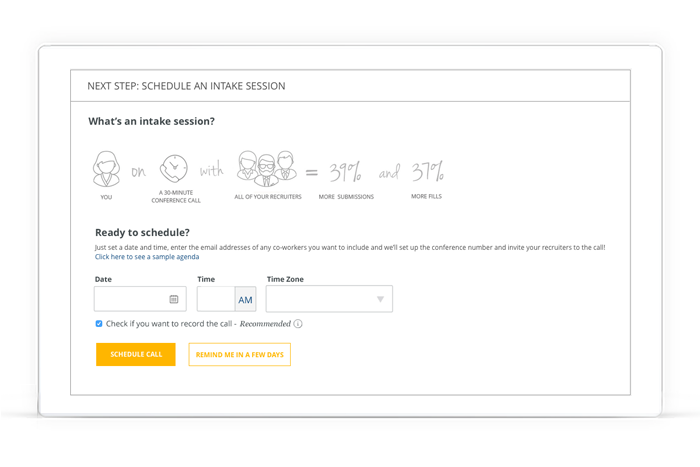 NEXT STEP: SCHEDULE AN INTAKE SESSION
What's an intake session?
on with = 39% and 37%
YOU
A 30-MINUTE
CONFERENCE CALL
ALL OF YOUR RECRUITERS
MORE SUBMISSIONS
MORE FILLS
Ready to schedule?
Just set a date and time, enter the email addresses of any co-workers you want to include and we'll set up the conference number and invite your recruiters to the call!
Click here to see a sample agenda
Date Time Time Zone
AM
Check if you want to record the call - Recommended i
SCHEDULE CALL REMIND ME IN A FEW DAYS